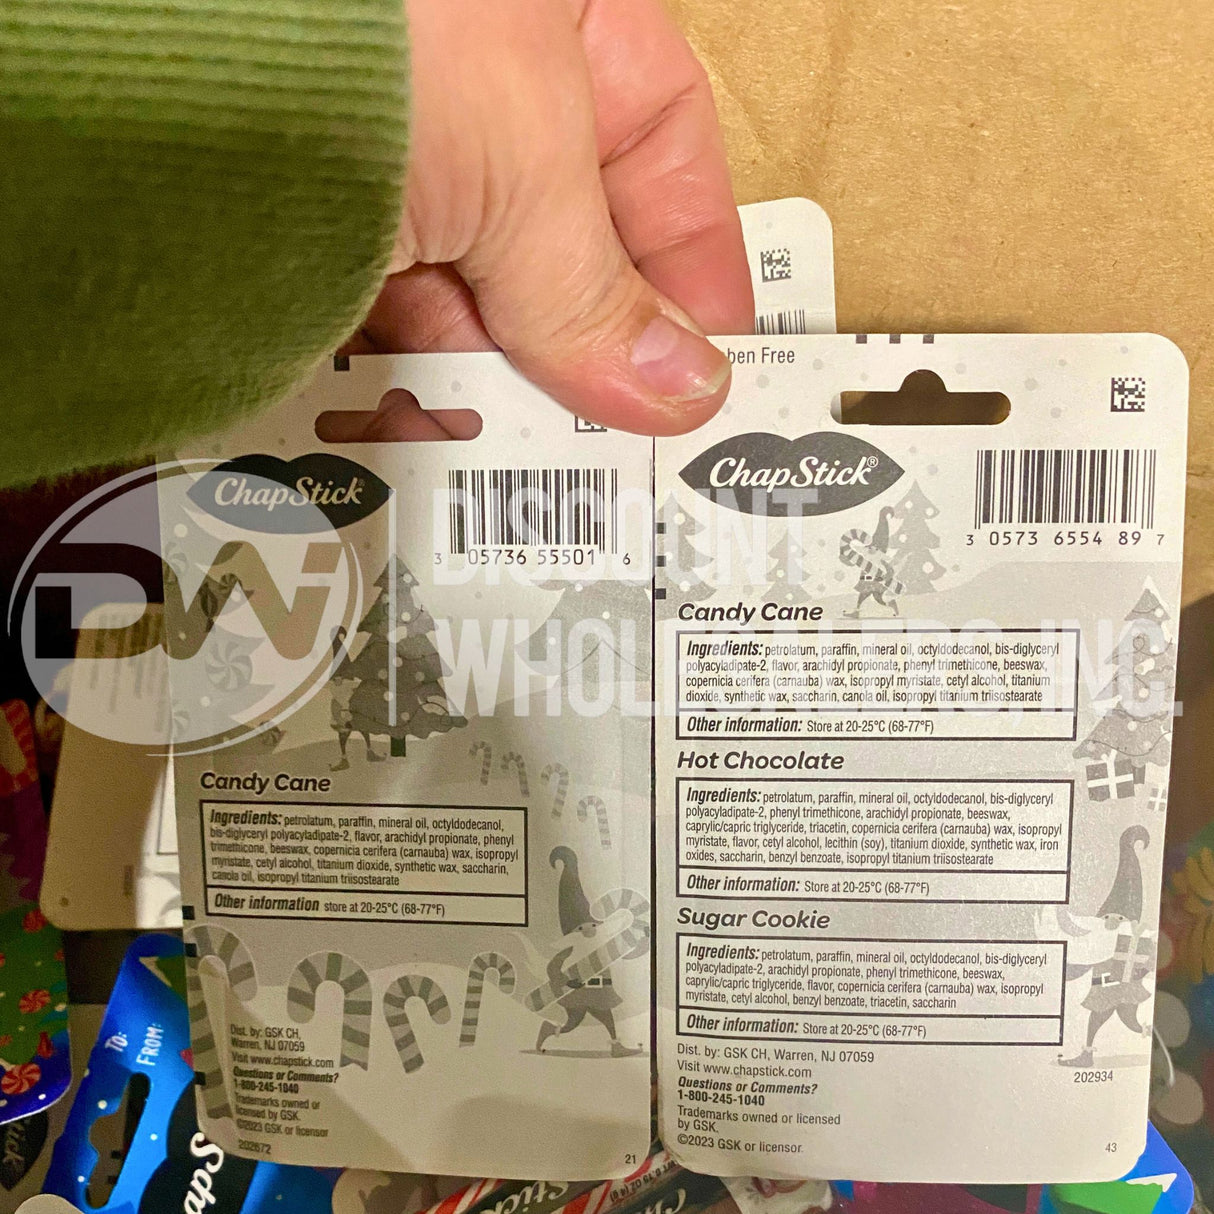 ChapStick
3 05736 55501 6
Candy Cane
Ingredients: petrolatum, paraffin, mineral oil, octyldodecanol,
bis-diglyceryl polyacyladipate-2, flavor, arachidyl propionate, phenyl
trimethicone, beeswax, copernicia cerifera (carnauba) wax, isopropyl
myristate, cetyl alcohol, titanium dioxide, synthetic wax, saccharin,
canola oil, isopropyl titanium triisostearate
Other information store at 20-25°C (68-77°F)
Dist. by: GSK CH,
Warren, NJ 07059
Visit www.chapstick.com
Questions or Comments?
1-800-245-1040
Trademarks owned or
licensed by GSK.
©2023 GSK or licensor
202672
21
ben Free
ChapStick®
3 0573 6554 89 7
Candy Cane
Ingredients: petrolatum, paraffin, mineral oil, octyldodecanol, bis-diglyceryl
polyacyladipate-2, flavor, arachidyl propionate, phenyl trimethicone, beeswax,
copernicia cerifera (carnauba) wax, isopropyl myristate, cetyl alcohol, titanium
dioxide, synthetic wax, saccharin, canola oil, isopropyl titanium triisostearate
Other information: Store at 20-25°C (68-77°F)
Hot Chocolate
Ingredients: petrolatum, paraffin, mineral oil, octyldodecanol, bis-diglyceryl
polyacyladipate-2, phenyl trimethicone, arachidyl propionate, beeswax,
caprylic/capric triglyceride, triacetin, copernicia cerifera (carnauba) wax, isopropyl
myristate, flavor, cetyl alcohol, lecithin (soy), titanium dioxide, synthetic wax, iron
oxides, saccharin, benzyl benzoate, isopropyl titanium triisostearate
Other information: Store at 20-25°C (68-77°F)
Sugar Cookie
Ingredients: petrolatum, paraffin, mineral oil, octyldodecanol, bis-diglyceryl
polyacyladipate-2, arachidyl propionate, phenyl trimethicone, beeswax,
caprylic/capric triglyceride, flavor, copernicia cerifera (carnauba) wax, isopropyl
myristate, cetyl alcohol, benzyl benzoate, triacetin, saccharin
Other information: Store at 20-25°C (68-77°F)
Dist. by: GSK CH, Warren, NJ 07059
Visit www.chapstick.com
Questions or Comments?
1-800-245-1040
Trademarks owned or licensed
by GSK.
©2023 GSK or licensor.
202934
43
DW
DISCOUNT
WHOLESALERS, INC.
To:
FROM: